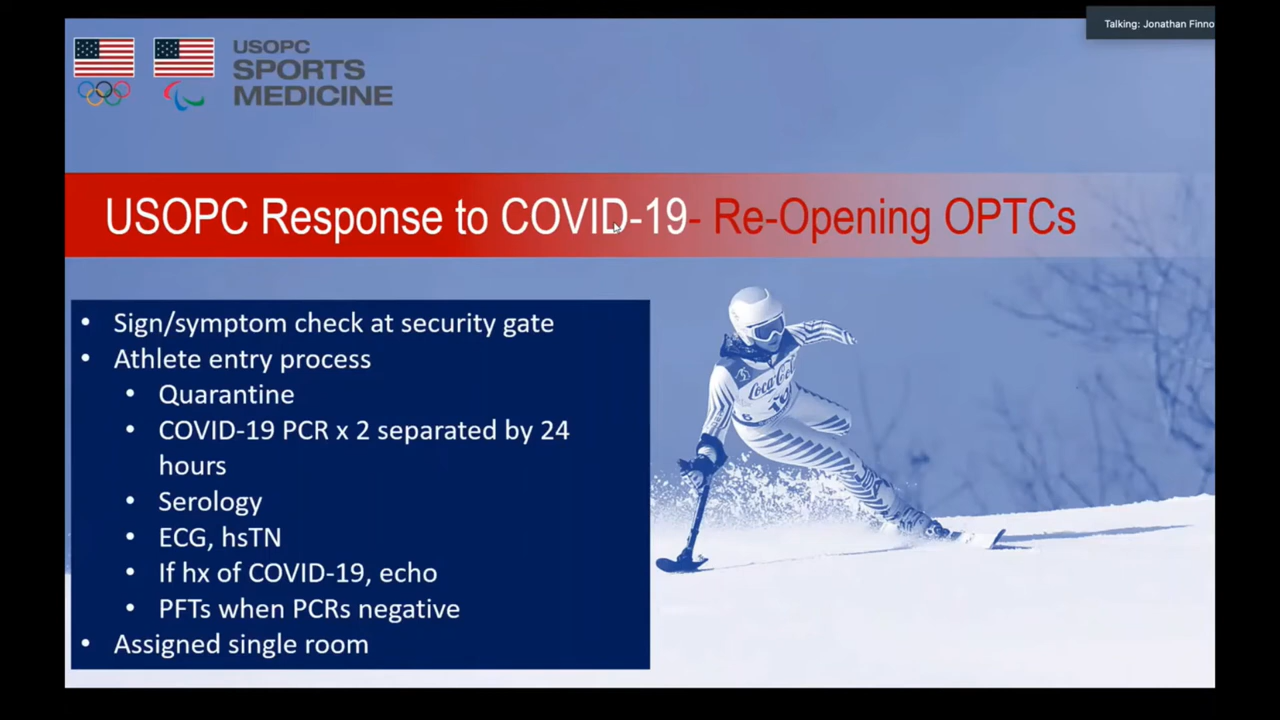 Talking: Jonathan Finno
USOPC
SPORTS
MEDICINE
USOPC Response to COVID-19- Re-Opening OPTCs
• Sign/symptom check at security gate
• Athlete entry process
• Quarantine
• COVID-19 PCR x 2 separated by 24
hours
• Serology
• ECG, hsTN
• If hx of COVID-19, echo
• PFTs when PCRs negative
• Assigned single room
Coca-Col